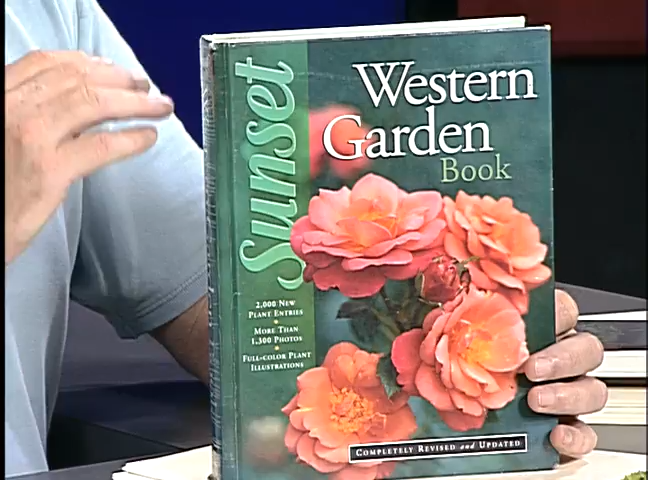 Sunset
Western
Garden
Book
2,000 New
Plant Entries
More Than
1,300 Photos
Full-color Plant
Illustrations
Completely Revised and Updated